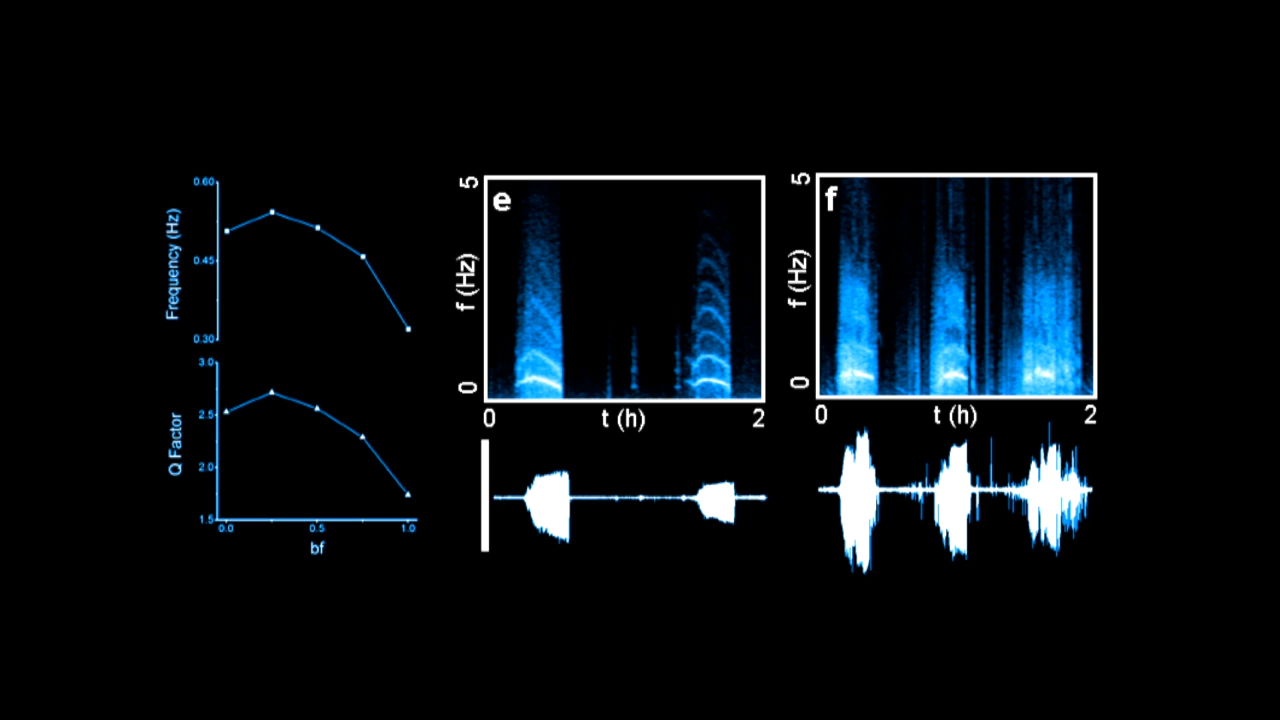 0.60
0.45
0.30
Frequency (Hz)
3.0
2.5
2.0
1.5
Q Factor
0.0 0.5 1.0
bf
e
5
f (Hz)
0
0 t (h) 2
f
5
f (Hz)
0
0 t (h) 2